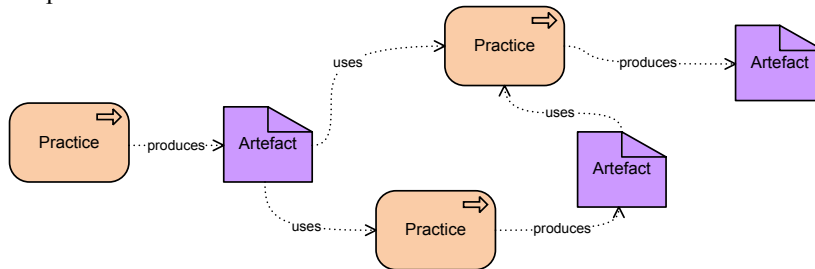 Practice
uses
produces
Artefact
Practice
produces
Artefact
uses
Artefact
uses
Practice
produces